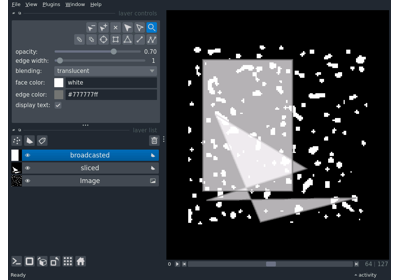 File View Plugins Window Help
layer controls
opacity: 0.70
edge width: 1
blending: translucent
face color: white
edge color: #777777ff
display text:
layer list
broadcasted
sliced
Image
64 127
Ready
activity